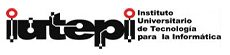 iutepi
Instituto
Universitario
de Tecnología
para la Informática